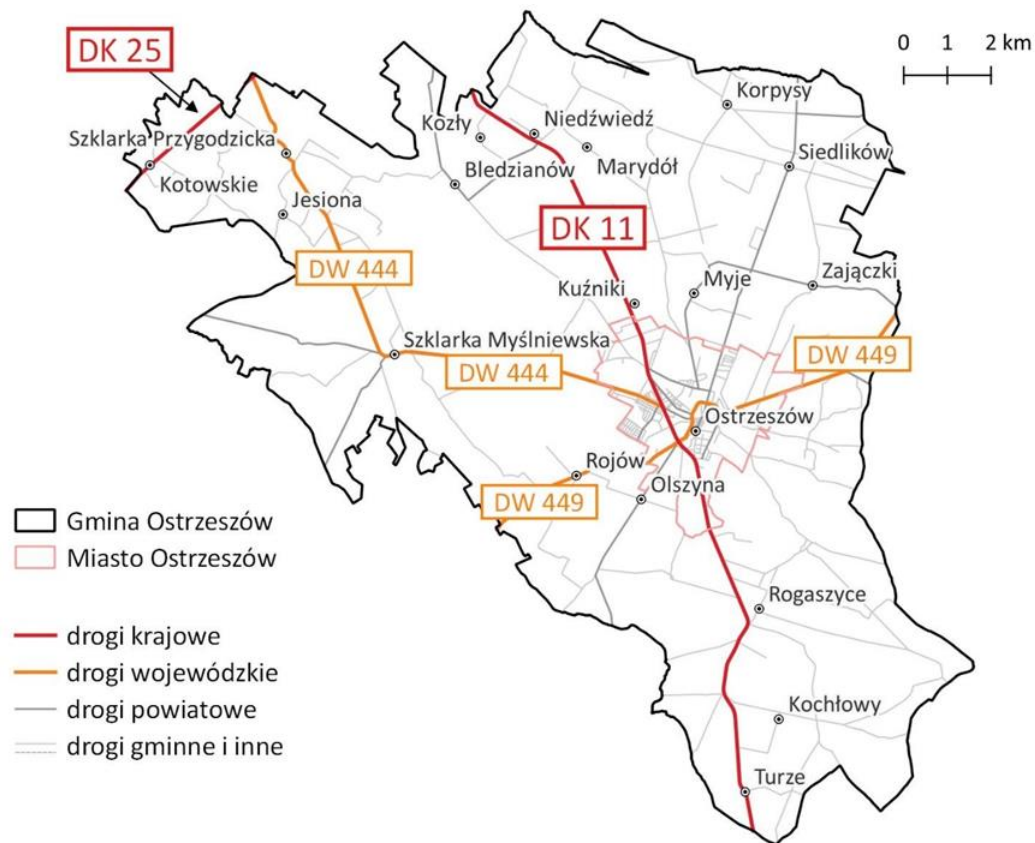 DK 25
0 1 2 km
Korpysy
Niedźwiedź
Kozły
Szklarka Przygodzicka
Siedlików
Marydół
Bledzianów
Kotowskie
Jesiona
DK 11
DW 444
Myje
Zajączki
Kuźniki
Szklarka Myślniewska
DW 449
DW 444
Ostrzeszów
Rojów
Olszyna
DW 449
Gmina Ostrzeszów
Miasto Ostrzeszów
Rogaszyce
drogi krajowe
drogi wojewódzkie
drogi powiatowe
Kochłowy
drogi gminne i inne
Turze